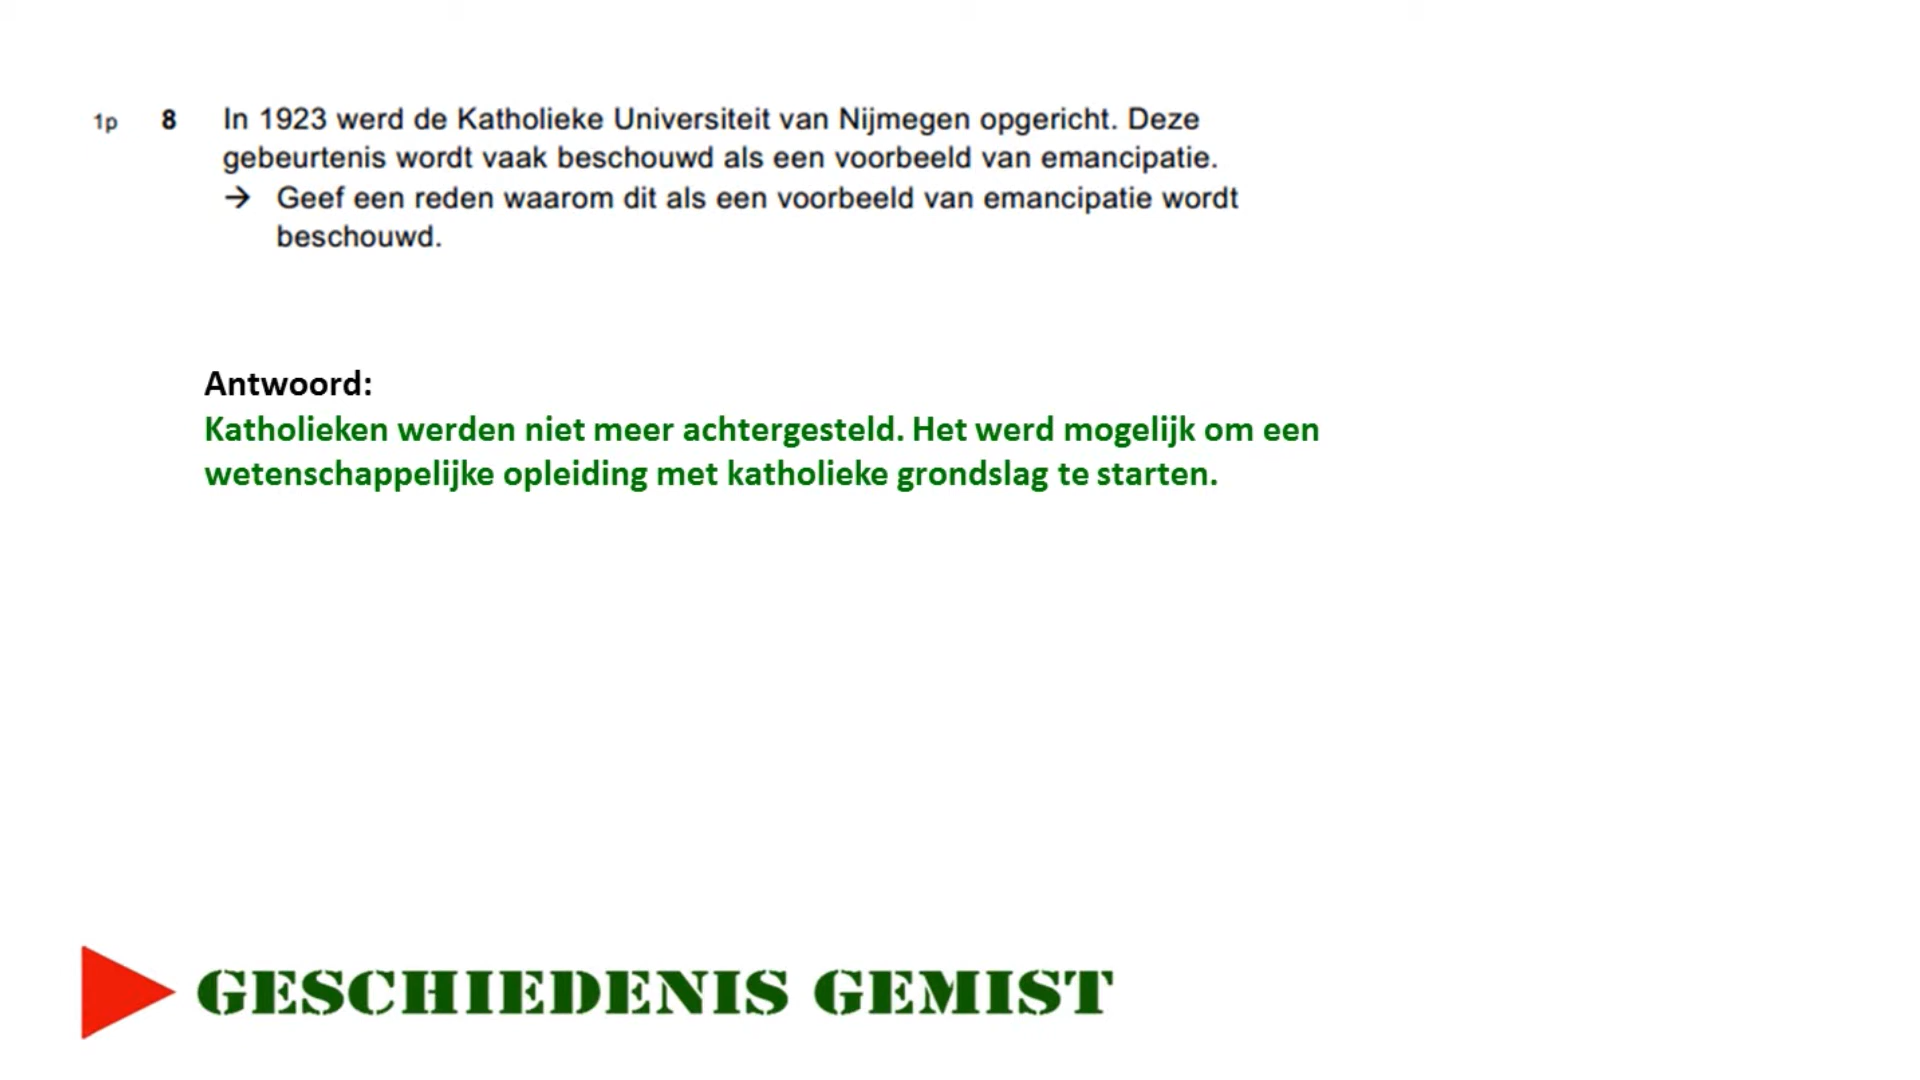 1p 8 In 1923 werd de Katholieke Universiteit van Nijmegen opgericht. Deze
gebeurtenis wordt vaak beschouwd als een voorbeeld van emancipatie.
→ Geef een reden waarom dit als een voorbeeld van emancipatie wordt
beschouwd.
Antwoord:
Katholieken werden niet meer achtergesteld. Het werd mogelijk om een
wetenschappelijke opleiding met katholieke grondslag te starten.
GESCHIEDENIS GEMIST